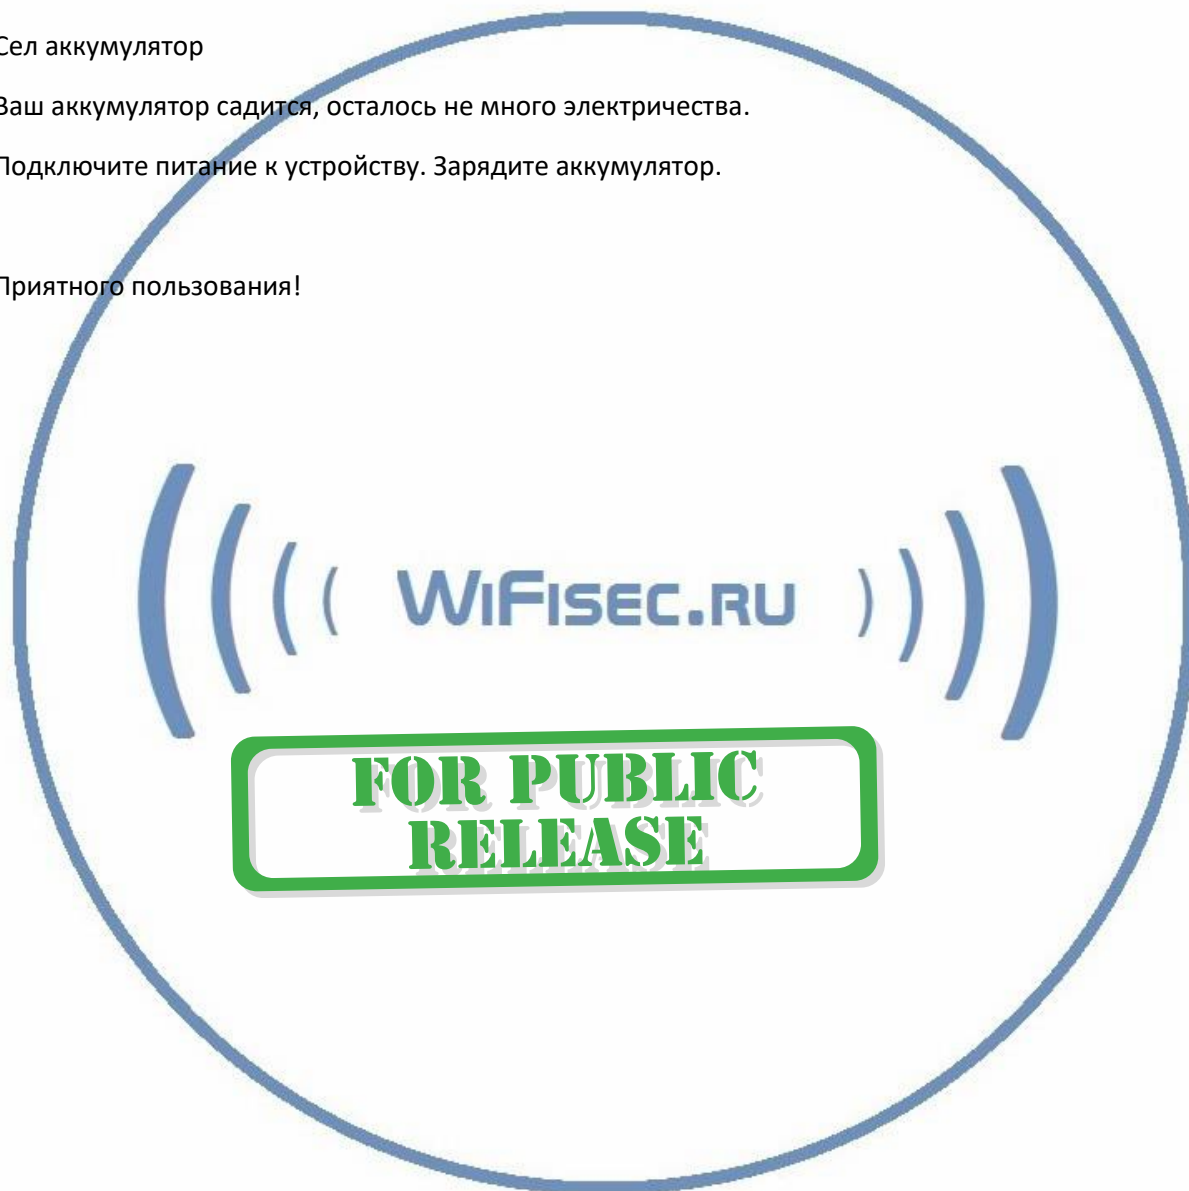 Сел аккумулятор
Ваш аккумулятор садится, осталось не много электричества.
Подключите питание к устройству. Зарядите аккумулятор.
Приятного пользования!
WiFisec.ru
FOR PUBLIC
RELEASE